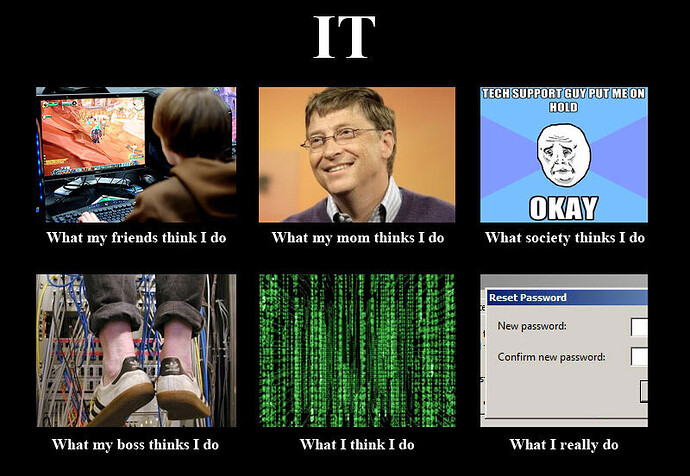 IT
TECH SUPPORT GUY PUT ME ON
HOLD
OKAY
What my friends think I do
What my mom thinks I do
What society thinks I do
Reset Password
New password:
Confirm new password:
What my boss thinks I do
What I think I do
What I really do